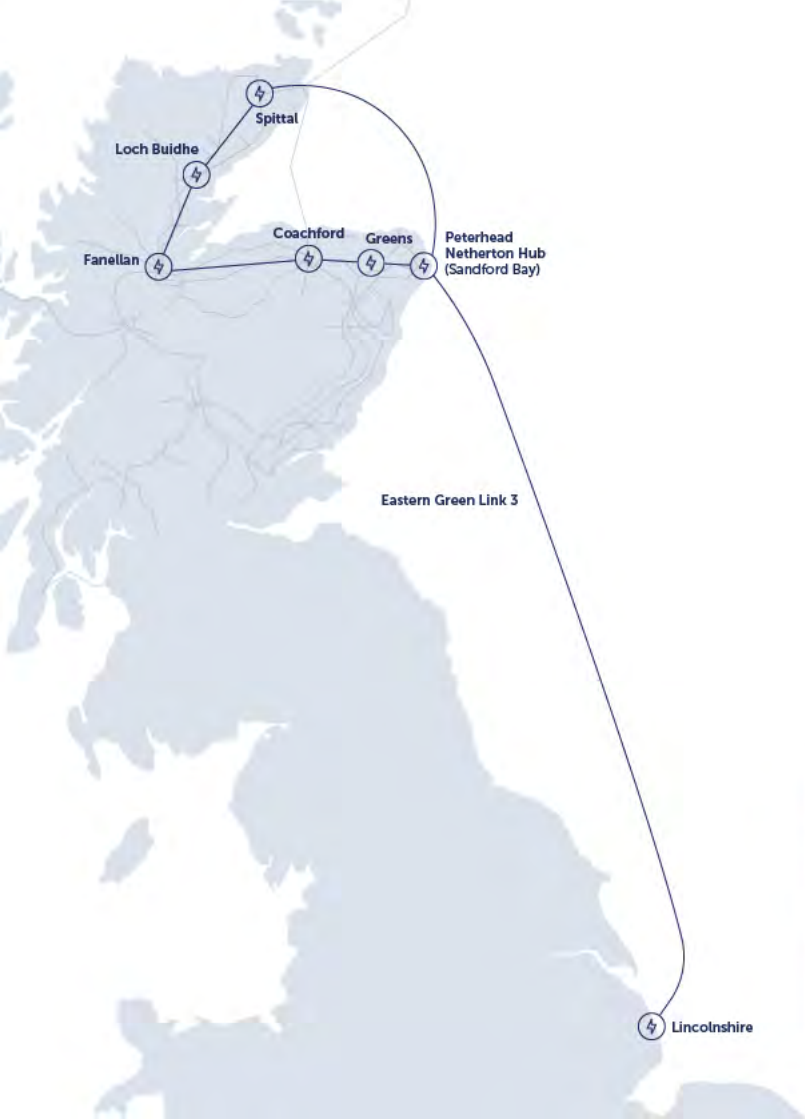 Spittal
Loch Buidhe
Coachford
Greens
Peterhead
Netherton Hub
(Sandford Bay)
Fanellan
Eastern Green Link 3
Lincolnshire